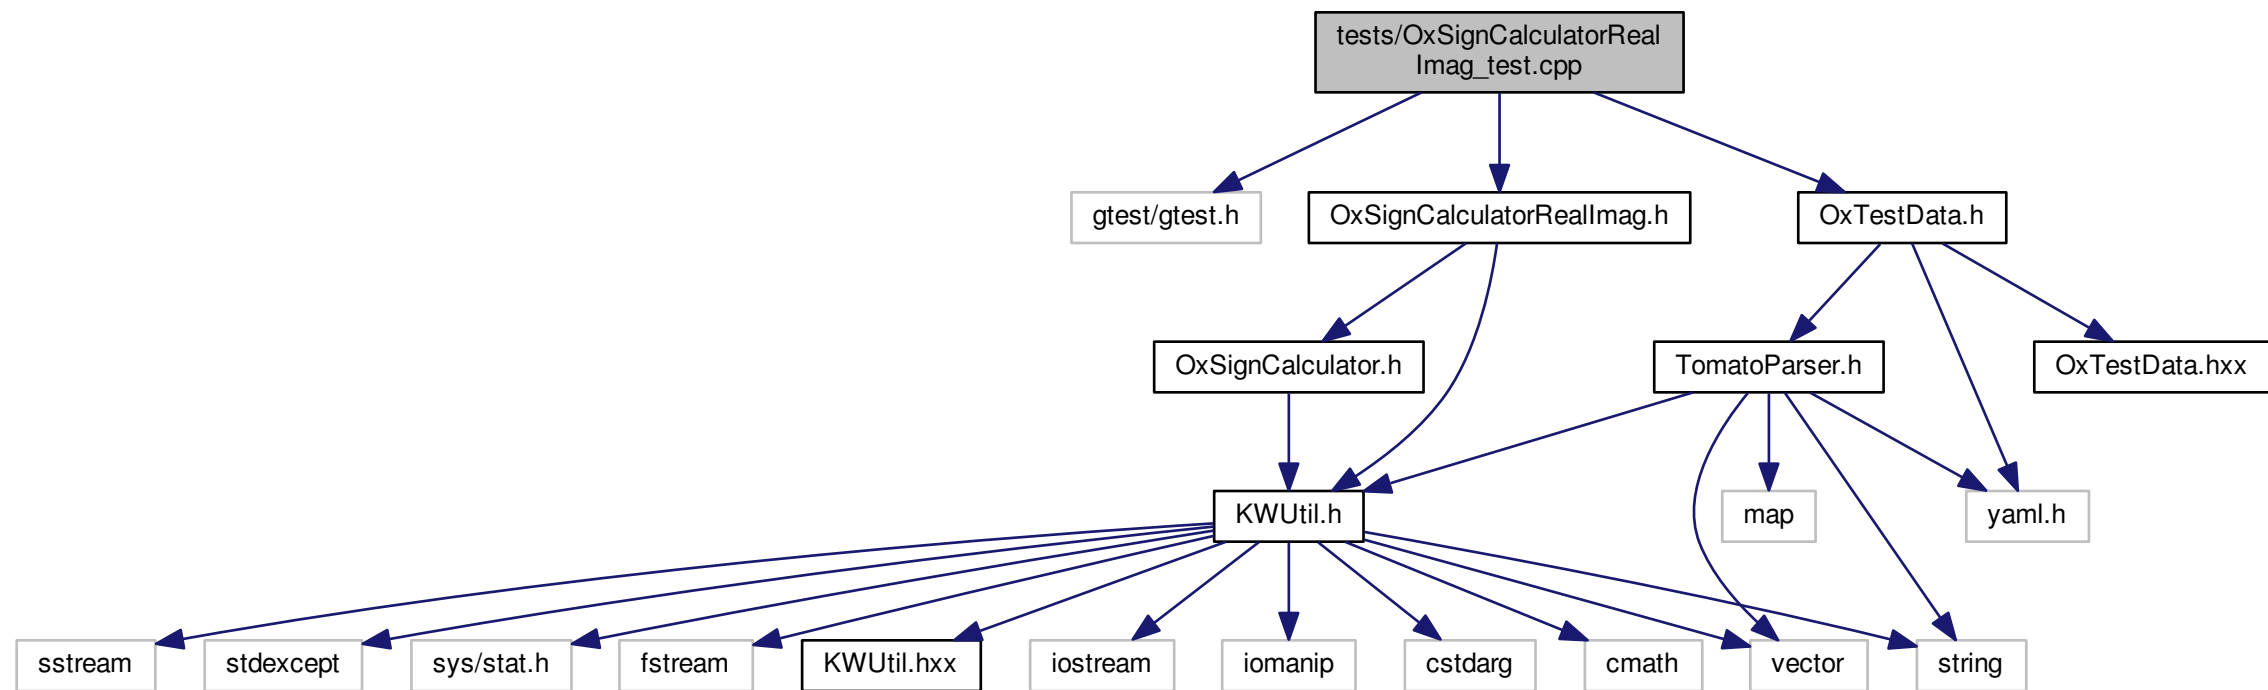 tests/OxSignCalculatorReal
Imag_test.cpp
gtest/gtest.h
OxSignCalculatorRealImag.h
OxTestData.h
OxSignCalculator.h
TomatoParser.h
OxTestData.hxx
KWUtil.h
map
yaml.h
sstream
stdexcept
sys/stat.h
fstream
KWUtil.hxx
iostream
iomanip
cstdarg
cmath
vector
string